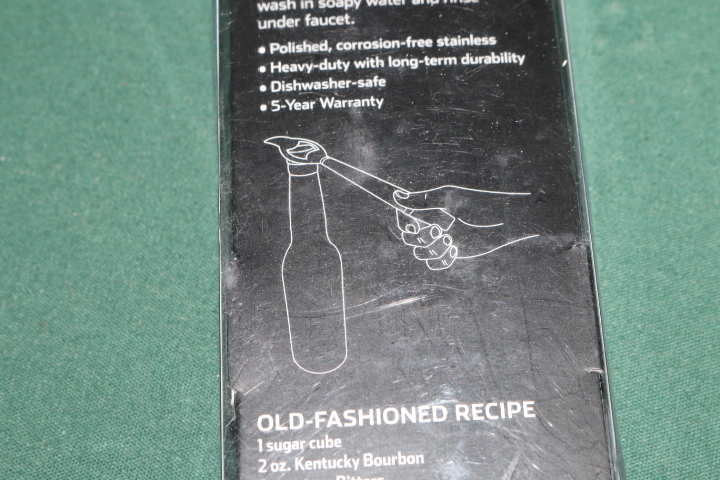 wash in soapy water and rinse
under faucet.
• Polished, corrosion-free stainless
• Heavy-duty with long-term durability
• Dishwasher-safe
• 5-Year Warranty
OLD-FASHIONED RECIPE
1 sugar cube
2 oz. Kentucky Bourbon
Bitters